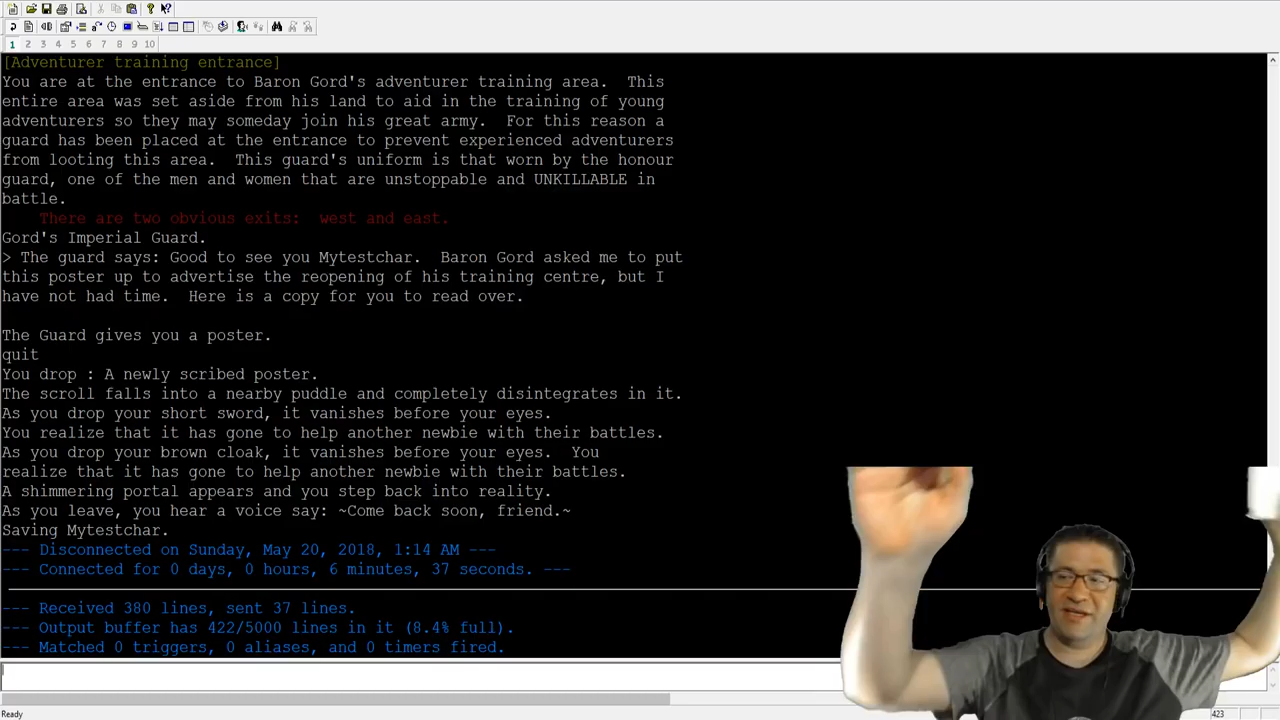 1 2 3 4 5 6 7 8 9 10
[Adventurer training entrance]
You are at the entrance to Baron Gord's adventurer training area.  This
entire area was set aside from his land to aid in the training of young
adventurers so they may someday join his great army.  For this reason a
guard has been placed at the entrance to prevent experienced adventurers
from looting this area.  This guard's uniform is that worn by the honour
guard, one of the men and women that are unstoppable and UNKILLABLE in
battle.
There are two obvious exits:  west and east.
Gord's Imperial Guard.
> The guard says: Good to see you Mytestchar.  Baron Gord asked me to put
this poster up to advertise the reopening of his training centre, but I
have not had time.  Here is a copy for you to read over.
The Guard gives you a poster.
quit
You drop : A newly scribed poster.
The scroll falls into a nearby puddle and completely disintegrates in it.
As you drop your short sword, it vanishes before your eyes.
You realize that it has gone to help another newbie with their battles.
As you drop your brown cloak, it vanishes before your eyes.  You
realize that it has gone to help another newbie with their battles.
A shimmering portal appears and you step back into reality.
As you leave, you hear a voice say: ~Come back soon, friend.~
Saving Mytestchar.
--- Disconnected on Sunday, May 20, 2018, 1:14 AM ---
--- Connected for 0 days, 0 hours, 6 minutes, 37 seconds. ---
--- Received 380 lines, sent 37 lines.
--- Output buffer has 422/5000 lines in it (8.4% full).
--- Matched 0 triggers, 0 aliases, and 0 timers fired.
Ready
423